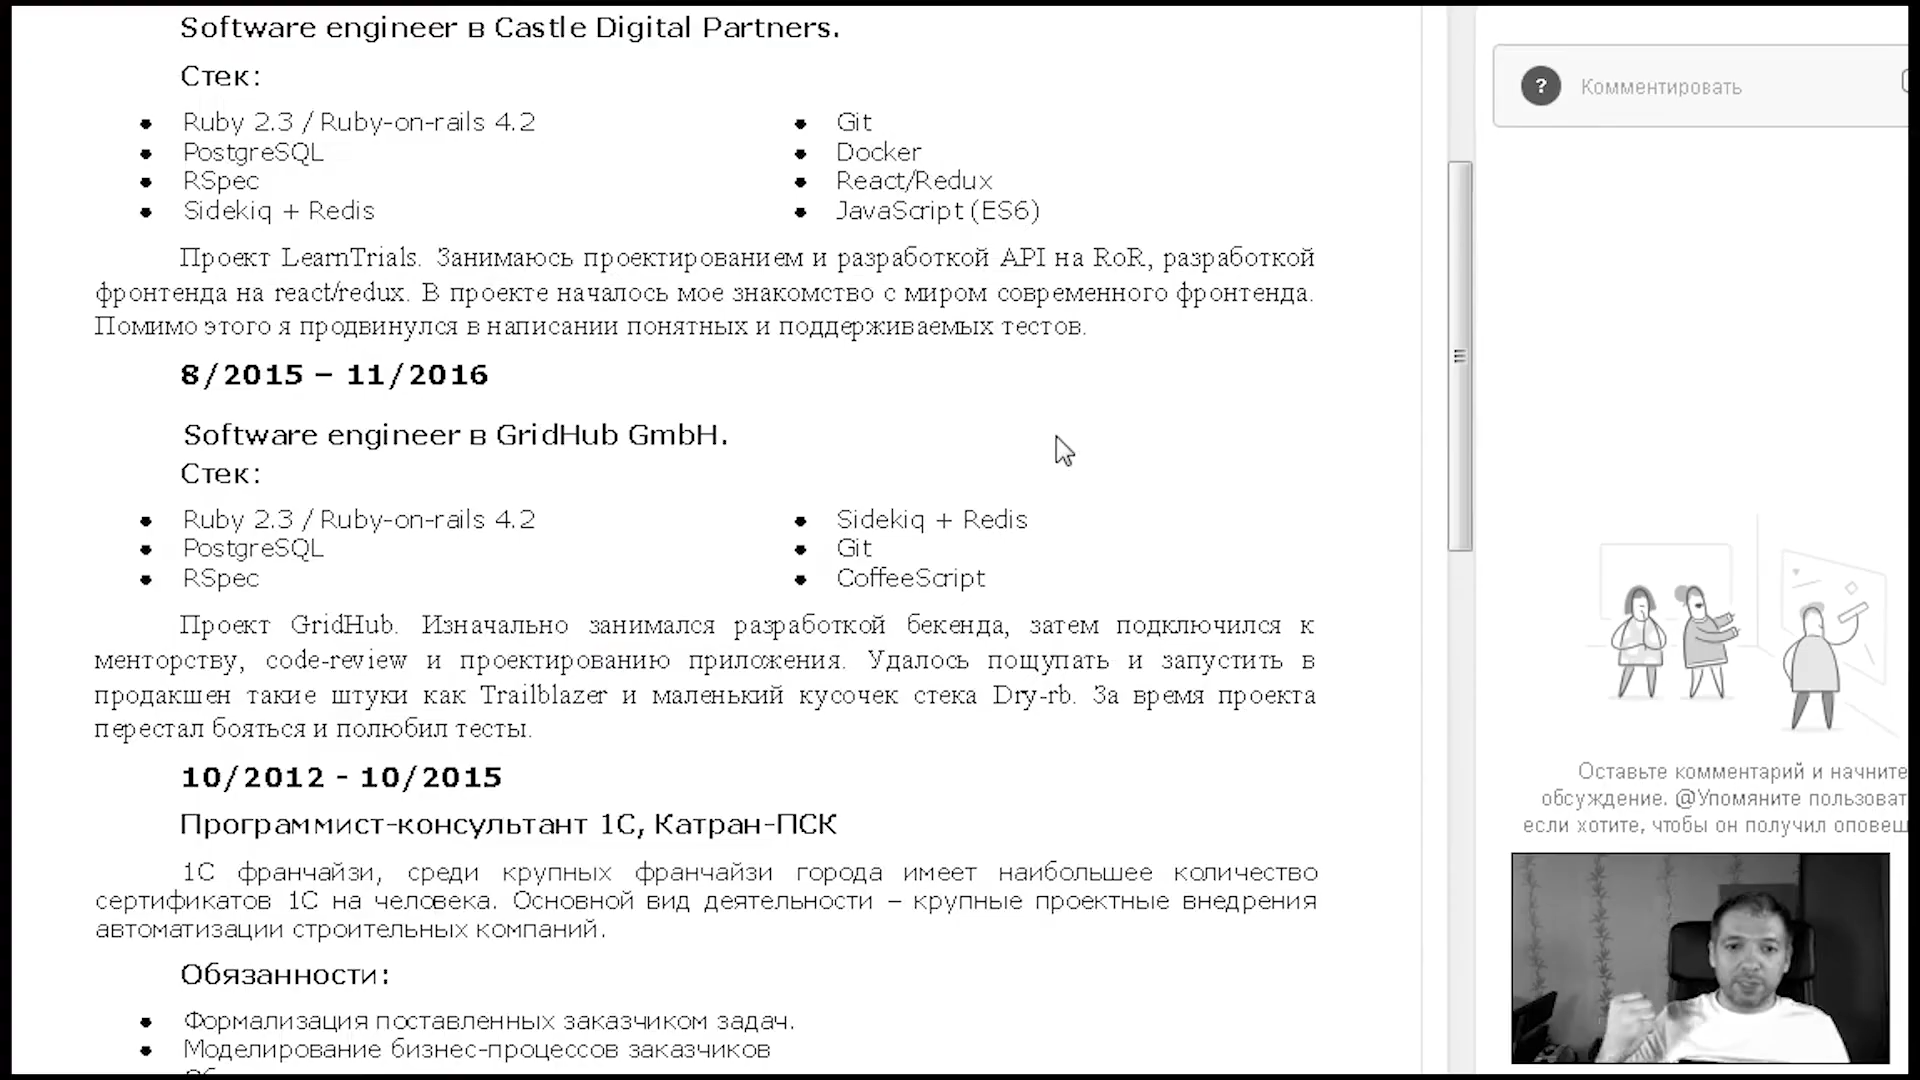 Software engineer в Castle Digital Partners.
Стек:
Ruby 2.3 / Ruby-on-rails 4.2
PostgreSQL
RSpec
Sidekiq + Redis
Git
Docker
React/Redux
JavaScript (ES6)
Проект LearnTrials. Занимаюсь проектированием и разработкой API на RoR, разработкой
фронтенда на react/redux. В проекте началось мое знакомство с миром современного фронтенда.
Помимо этого я продвинулся в написании понятных и поддерживаемых тестов.
8/2015 – 11/2016
Software engineer в GridHub GmbH.
Стек:
Ruby 2.3 / Ruby-on-rails 4.2
PostgreSQL
RSpec
Sidekiq + Redis
Git
CoffeeScript
Проект GridHub. Изначально занимался разработкой бекенда, затем подключился к
менторству, code-review и проектированию приложения. Удалось пощупать и запустить в
продакшен такие штуки как Trailblazer и маленький кусочек стека Dry-rb. За время проекта
перестал бояться и полюбил тесты.
10/2012 - 10/2015
Программист-консультант 1С, Катран-ПСК
1С франчайзи, среди крупных франчайзи города имеет наибольшее количество
сертификатов 1С на человека. Основной вид деятельности – крупные проектные внедрения
автоматизации строительных компаний.
Обязанности:
Формализация поставленных заказчиком задач.
Моделирование бизнес-процессов заказчиков
? Комментировать
Оставьте комментарий и начните
обсуждение. @Упомяните пользоват
если хотите, чтобы он получил оповещ